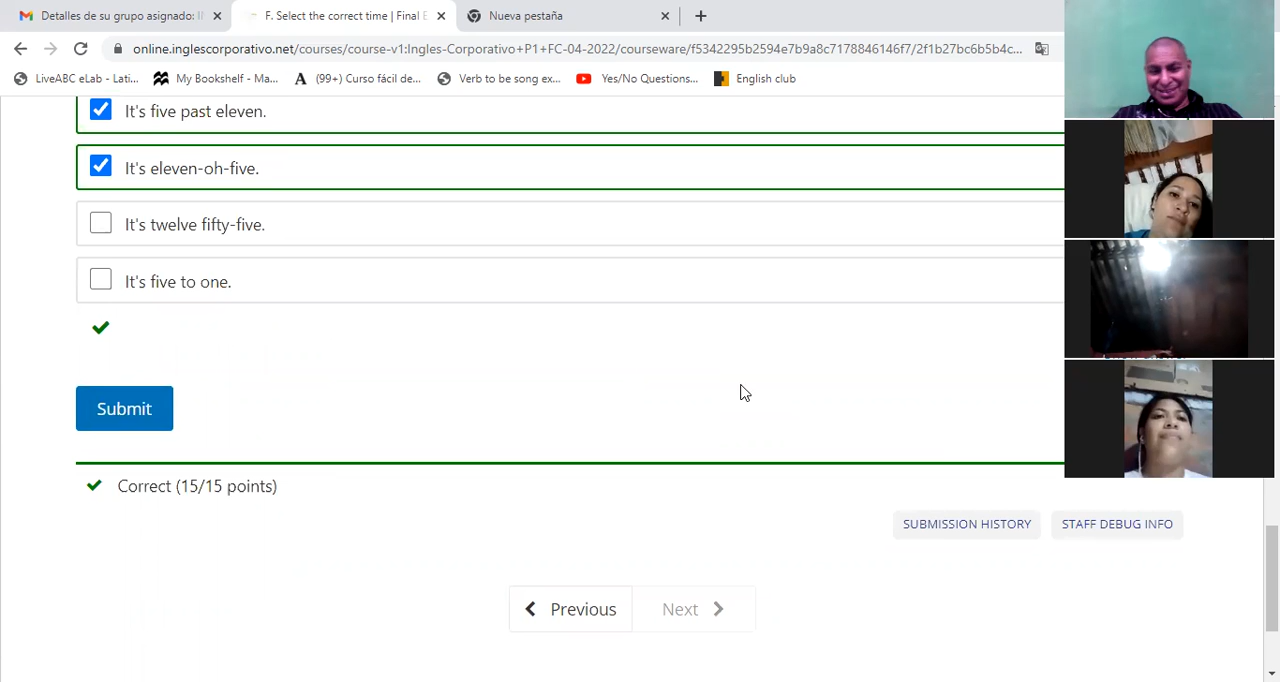 Detalles de su grupo asignado: I
F. Select the correct time | Final E
Nueva pestaña
online.inglescorporativo.net/courses/course-v1:Ingles-Corporativo+P1+FC-04-2022/courseware/f5342295b2594e7b9a8c7178846146f7/2f1b27bc6b5b4c...
LiveABC eLab - Lati... My Bookshelf - Ma... (99+) Curso fácil de... Verb to be song ex... Yes/No Questions... English club
It's five past eleven.
It's eleven-oh-five.
It's twelve fifty-five.
It's five to one.
Submit
Correct (15/15 points)
SUBMISSION HISTORY STAFF DEBUG INFO
Previous Next